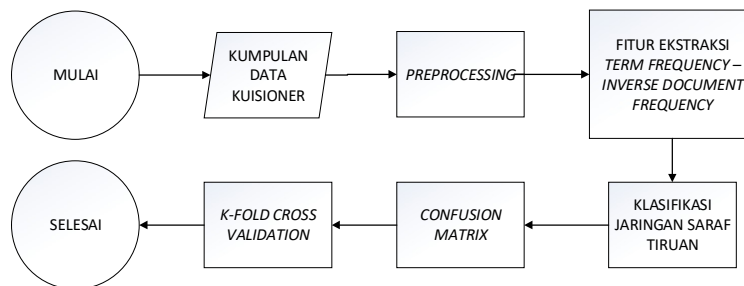 MULAI
KUMPULAN
DATA
KUISIONER
PREPROCESSING
FITUR EKSTRAKSI
TERM FREQUENCY –
INVERSE DOCUMENT
FREQUENCY
KLASIFIKASI
JARINGAN SARAF
TIRUAN
CONFUSION
MATRIX
K-FOLD CROSS
VALIDATION
SELESAI